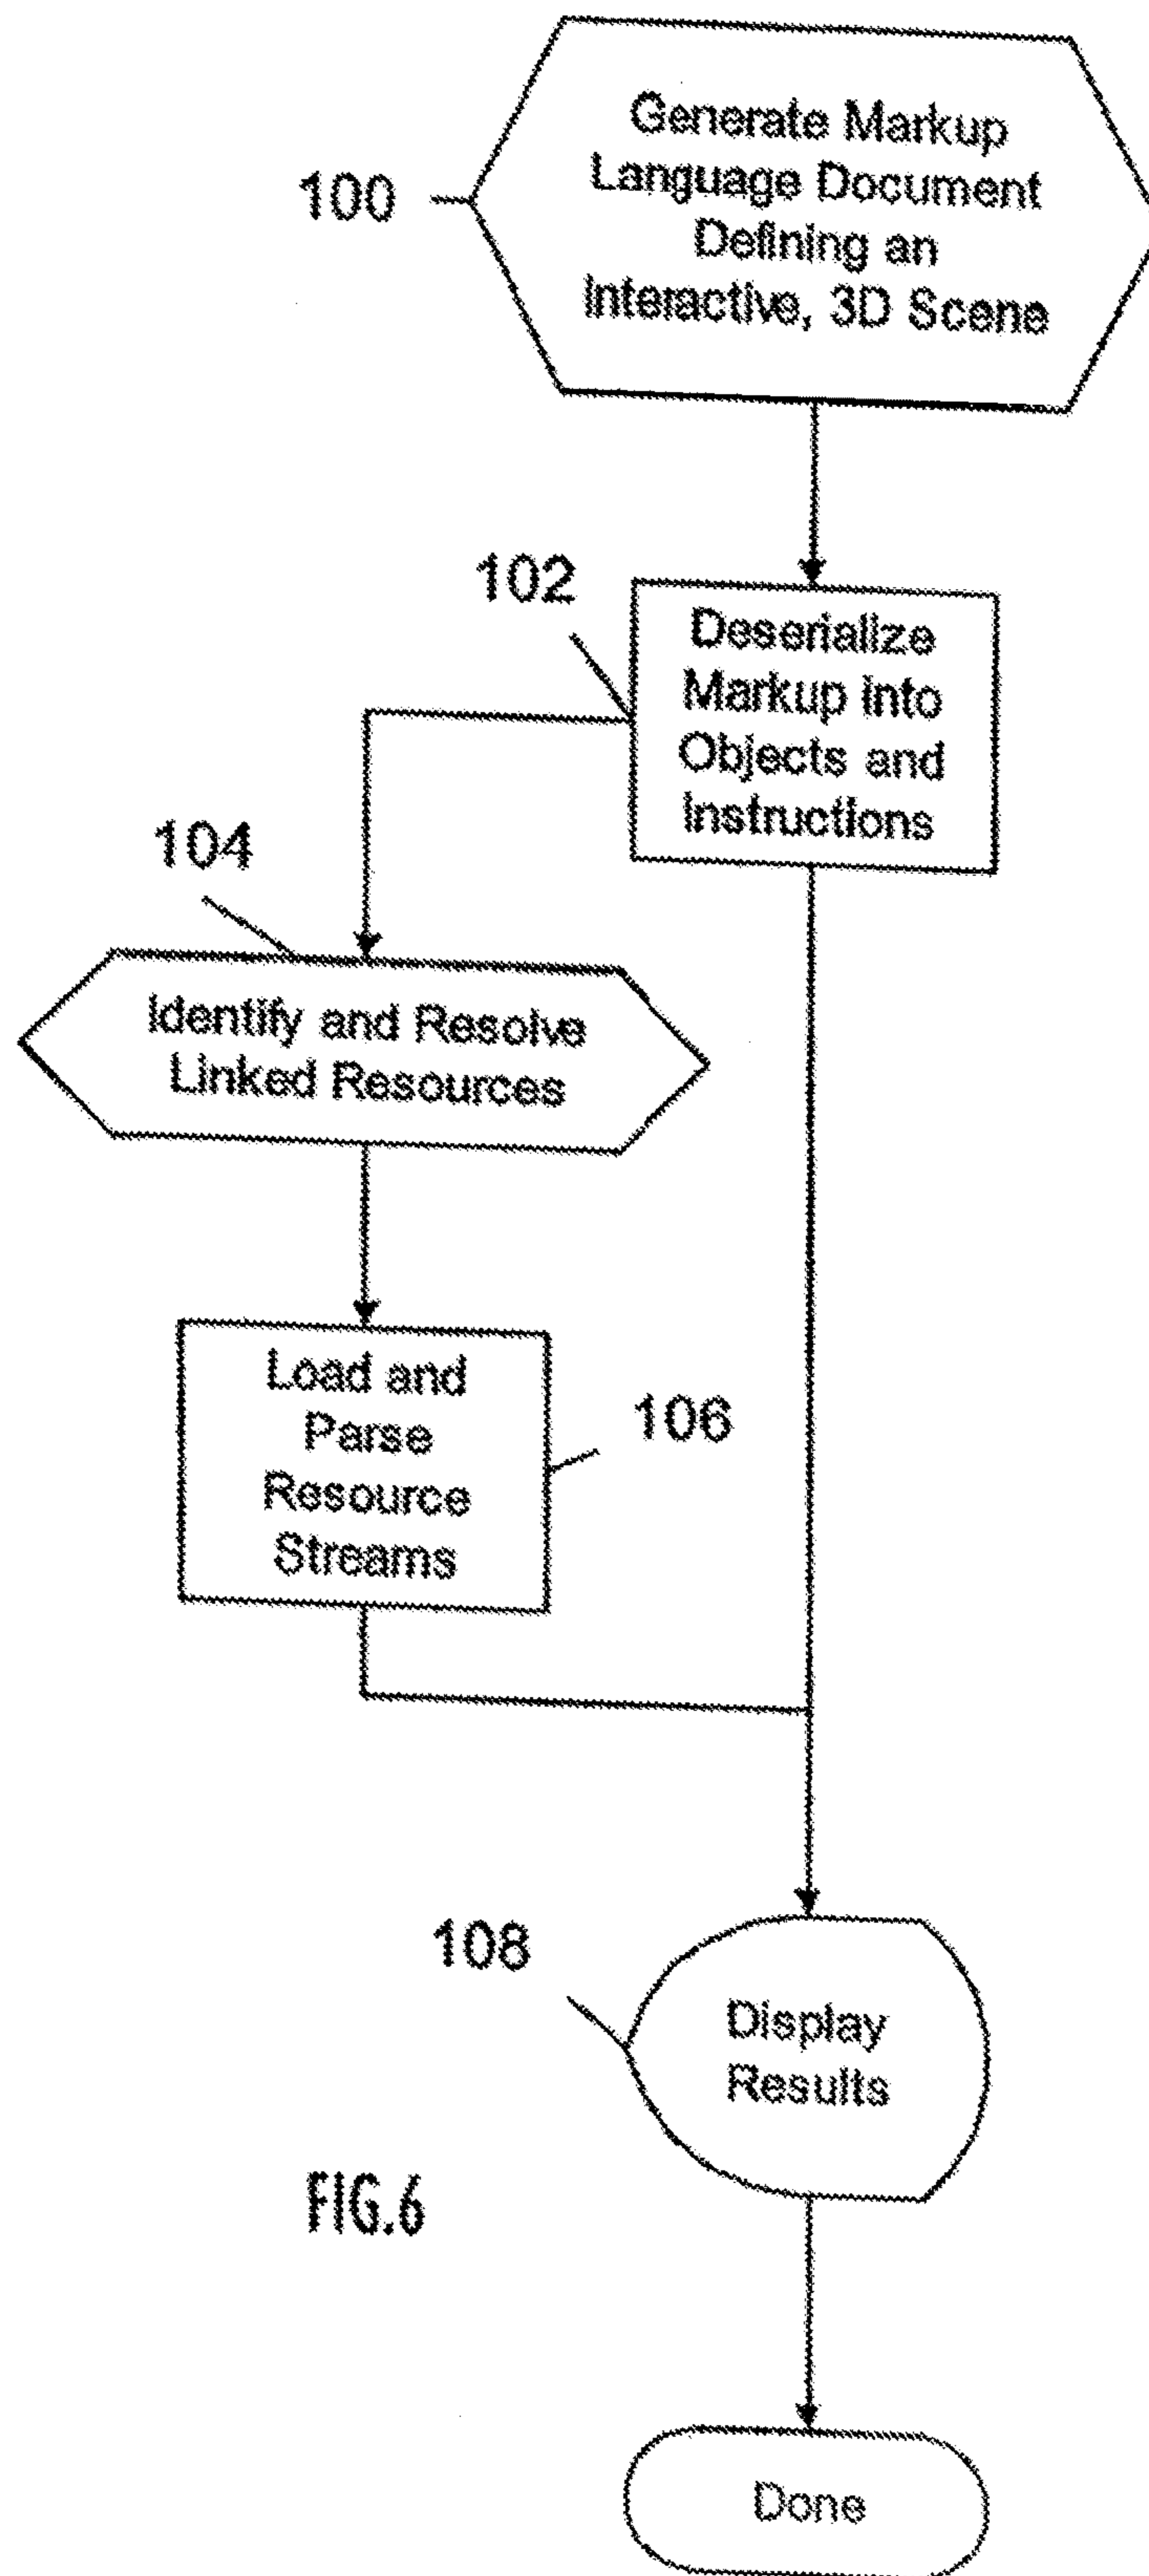 100
Generate Markup
Language Document
Defining an
Interactive, 3D Scene
102
Deserialize
Markup into
Objects and
Instructions
104
Identify and Resolve
Linked Resources
Load and
Parse
Resource
Streams
106
108
Display
Results
FIG.6
Done